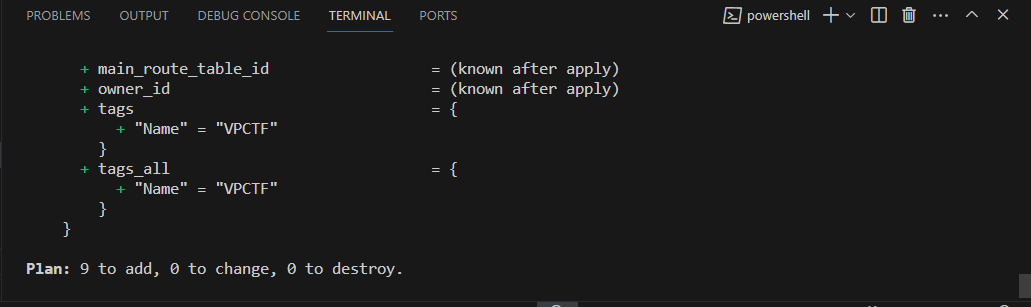 PROBLEMS OUTPUT DEBUG CONSOLE TERMINAL PORTS powershell
+ main_route_table_id = (known after apply)
+ owner_id = (known after apply)
+ tags = {
+ "Name" = "VPCTF"
}
+ tags_all = {
+ "Name" = "VPCTF"
}
}
Plan: 9 to add, 0 to change, 0 to destroy.